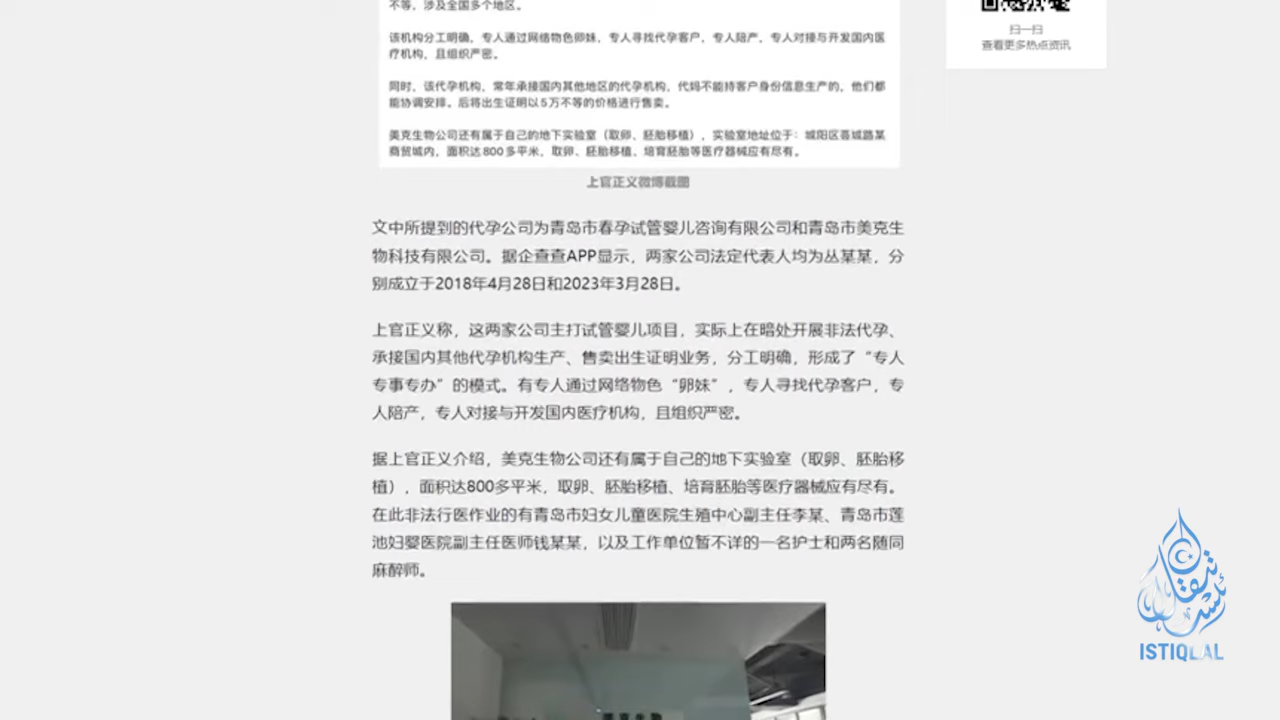 不等，涉及全国多个地区。
该机构分工明确，专人通过网络物色卵妹，专人寻找代孕客户，专人陪产，专人对接与开发国内医
疗机构，且组织严密。
同时，该代孕机构，常年承接国内其他地区的代孕机构，代妈不能持客户身份信息生产的，他们都
能协调安排。后将出生证明以5万不等的价格进行售卖。
美克生物公司还有属于自己的地下实验室（取卵、胚胎移植），实验室地址位于：城阳区荟城路某
商贸城内，面积达800多平米，取卵、胚胎移植、培育胚胎等医疗器械应有尽有。
上官正义微博截图
扫一扫
查看更多热点资讯
文中所提到的代孕公司为青岛市春孕试管婴儿咨询有限公司和青岛市美克生
物科技有限公司。据企查查APP显示，两家公司法定代表人均为丛某某，分
别成立于2018年4月28日和2023年3月28日。
上官正义称，这两家公司主打试管婴儿项目，实际上在暗处开展非法代孕、
承接国内其他代孕机构生产、售卖出生证明业务，分工明确，形成了“专人
专事专办”的模式。有专人通过网络物色“卵妹”，专人寻找代孕客户，专
人陪产，专人对接与开发国内医疗机构，且组织严密。
据上官正义介绍，美克生物公司还有属于自己的地下实验室（取卵、胚胎移
植），面积达800多平米，取卵、胚胎移植、培育胚胎等医疗器械应有尽有。
在此非法行医作业的有青岛市妇女儿童医院生殖中心副主任李某、青岛市莲
池妇婴医院副主任医师钱某某，以及工作单位暂不详的一名护士和两名随同
麻醉师。
ISTIQLAL